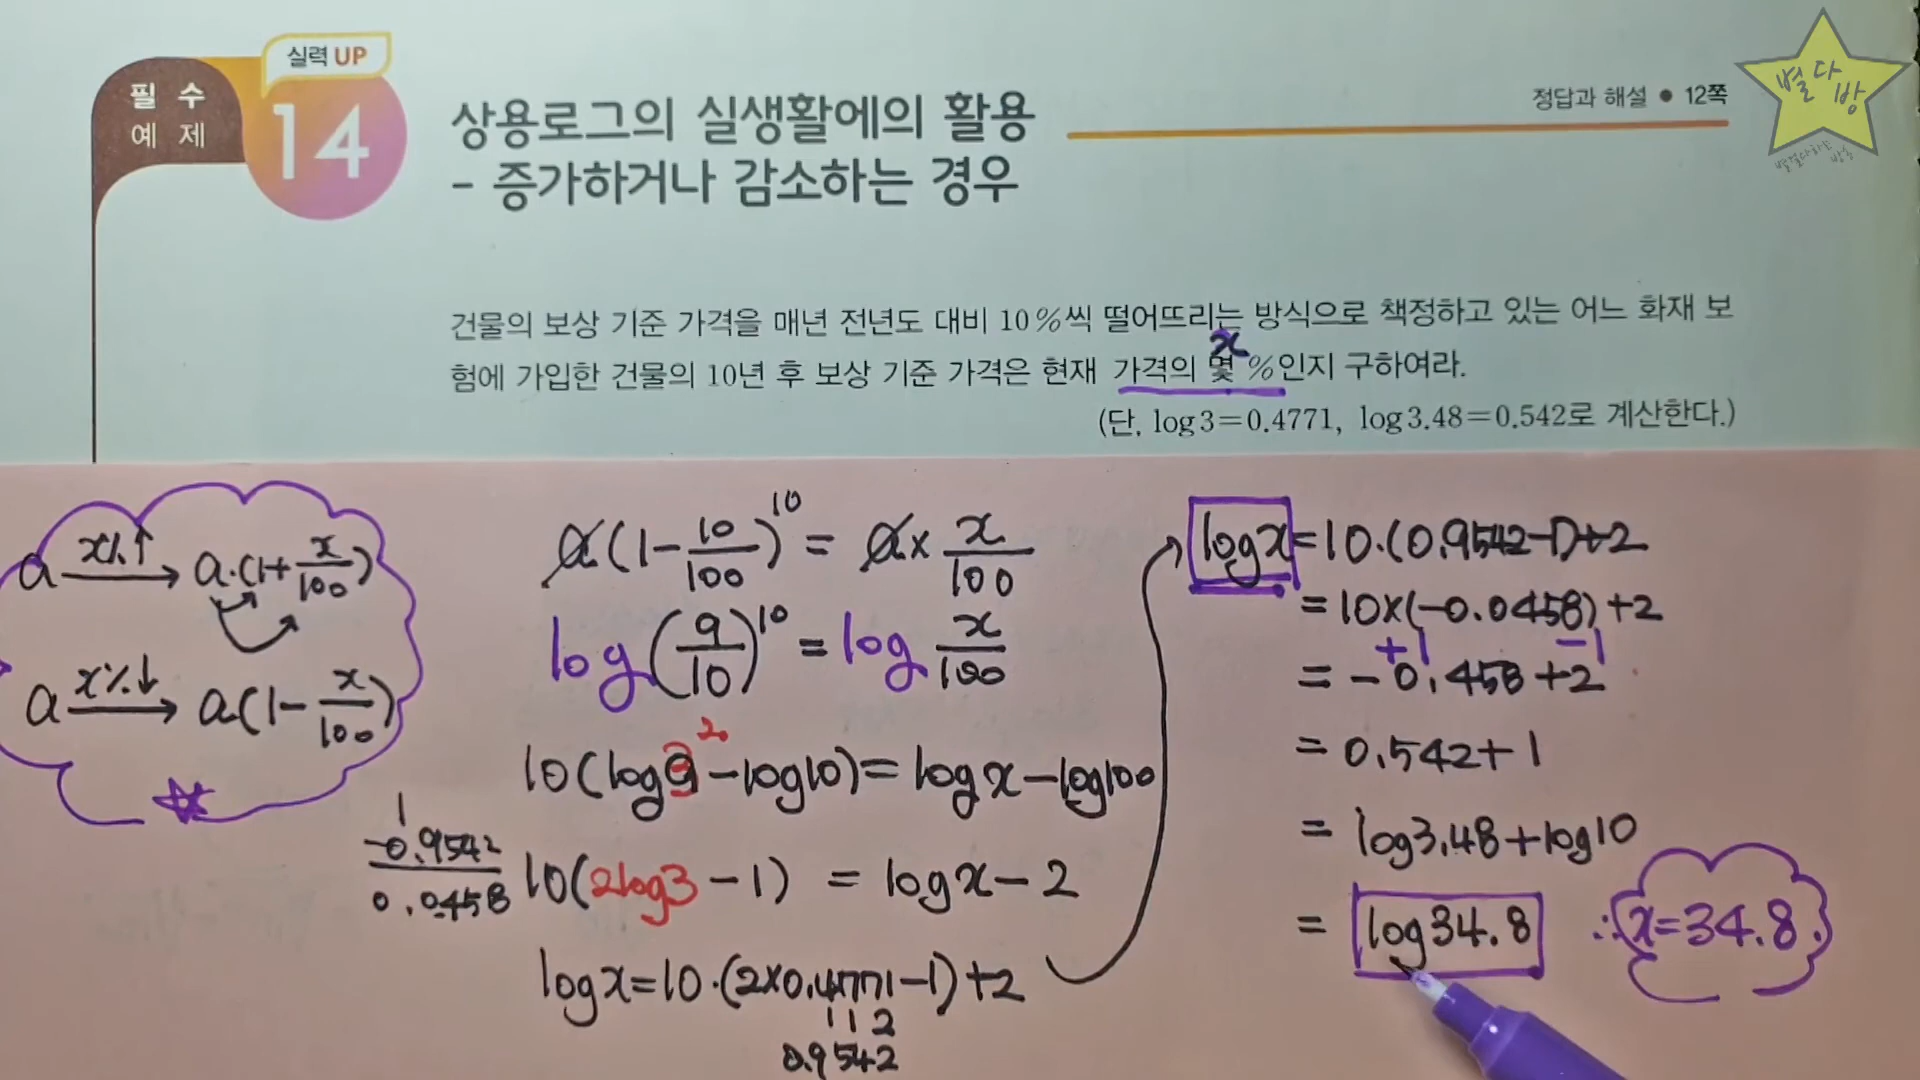 실력 UP
필수
예제
14
상용로그의 실생활에의 활용
- 증가하거나 감소하는 경우
정답과 해설 ● 12쪽
별다방
건물의 보상 기준 가격을 매년 전년도 대비 10%씩 떨어뜨리는 방식으로 책정하고 있는 어느 화재 보
x
험에 가입한 건물의 10년 후 보상 기준 가격은 현재 가격의 몇 %인지 구하여라.
(단, log 3=0.4771, log 3.48=0.542로 계산한다.)
a x%↑ → a·(1+x/100)
a x%↓ → a(1-x/100)
a(1-10/100)^10 = a× x/100
log(9/10)^10 = log x/100
10(log3^2-log10)=logx-log100
1
-0.9542
0.0458
10(2log3-1) = logx-2
logx=10·(2×0.4771-1)+2
1 1 2
0.9542
logx=10·(0.9542-1)+2
=10×(-0.0458)+2
+1 -1
=-0.458+2
=0.542+1
=log3.48+log10
=log34.8
∴x=34.8